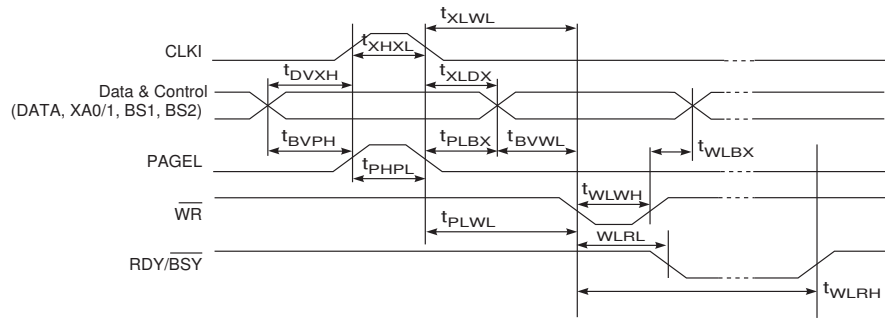 tXLWL
CLKI
tXHXL
tDVXH
tXLDX
Data & Control
(DATA, XA0/1, BS1, BS2)
tBVPH
tPLBX
tBVWL
tWLBX
PAGEL
tPHPL
tWLWH
WR
tPLWL
WLRL
RDY/BSY
tWLRH